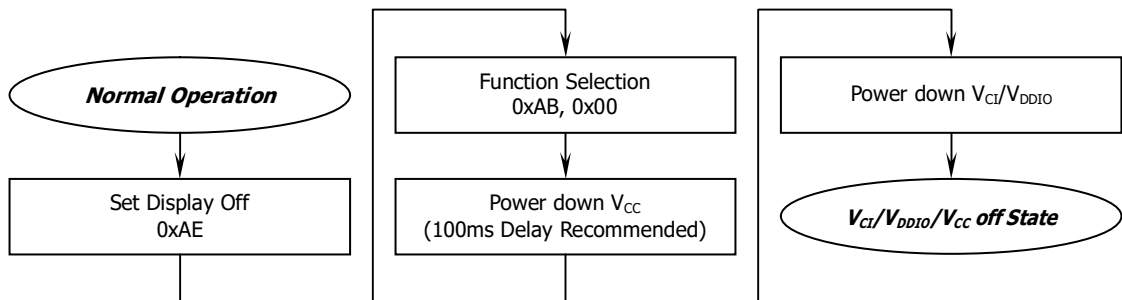 Normal Operation
Set Display Off
0xAE
Function Selection
0xAB, 0x00
Power down VCC
(100ms Delay Recommended)
Power down VCI/VDDIO
VCI/VDDIO/VCC off State